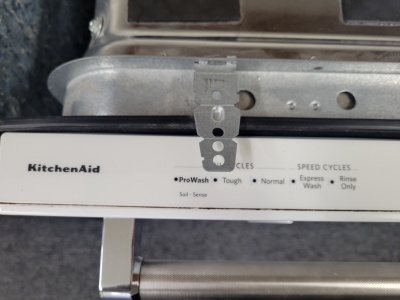 KitchenAid
CLES SPEED CYCLES
•ProWash • Tough • Normal • Express Wash • Rinse Only
Soil - Sense